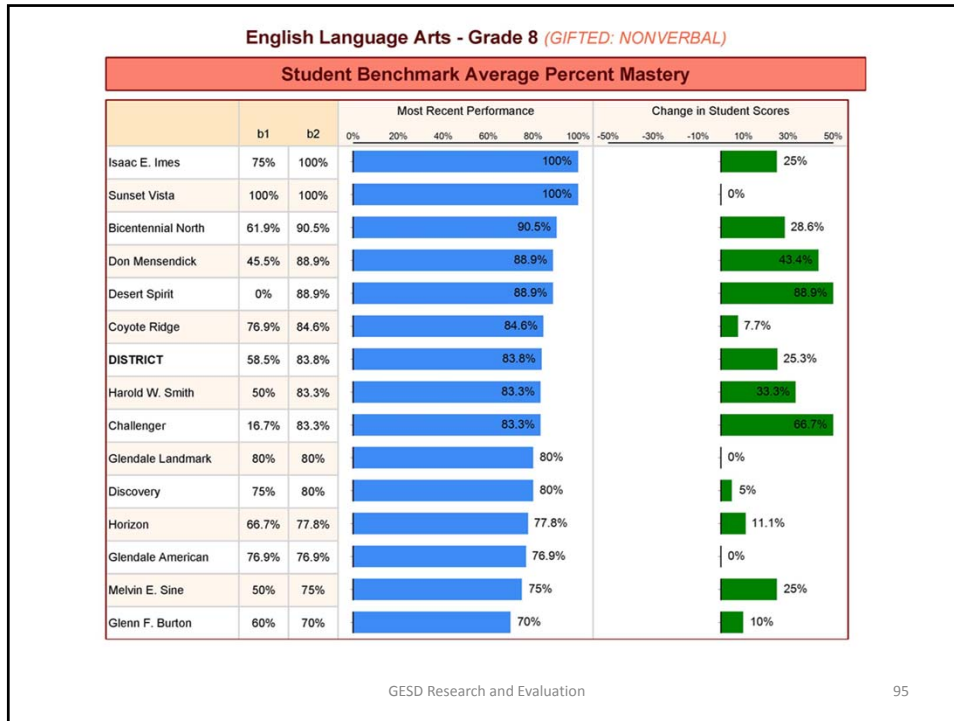 English Language Arts - Grade 8 (GIFTED: NONVERBAL)
Student Benchmark Average Percent Mastery
Most Recent Performance Change in Student Scores
b1 b2 0% 20% 40% 60% 80% 100% -50% -30% -10% 10% 30% 50%
Isaac E. Imes 75% 100% 100% 25%
Sunset Vista 100% 100% 100% 0%
Bicentennial North 61.9% 90.5% 90.5% 28.6%
Don Mensendick 45.5% 88.9% 88.9% 43.4%
Desert Spirit 0% 88.9% 88.9% 88.9%
Coyote Ridge 76.9% 84.6% 84.6% 7.7%
DISTRICT 58.5% 83.8% 83.8% 25.3%
Harold W. Smith 50% 83.3% 83.3% 33.3%
Challenger 16.7% 83.3% 83.3% 66.7%
Glendale Landmark 80% 80% 80% 0%
Discovery 75% 80% 80% 5%
Horizon 66.7% 77.8% 77.8% 11.1%
Glendale American 76.9% 76.9% 76.9% 0%
Melvin E. Sine 50% 75% 75% 25%
Glenn F. Burton 60% 70% 70% 10%
GESD Research and Evaluation 95